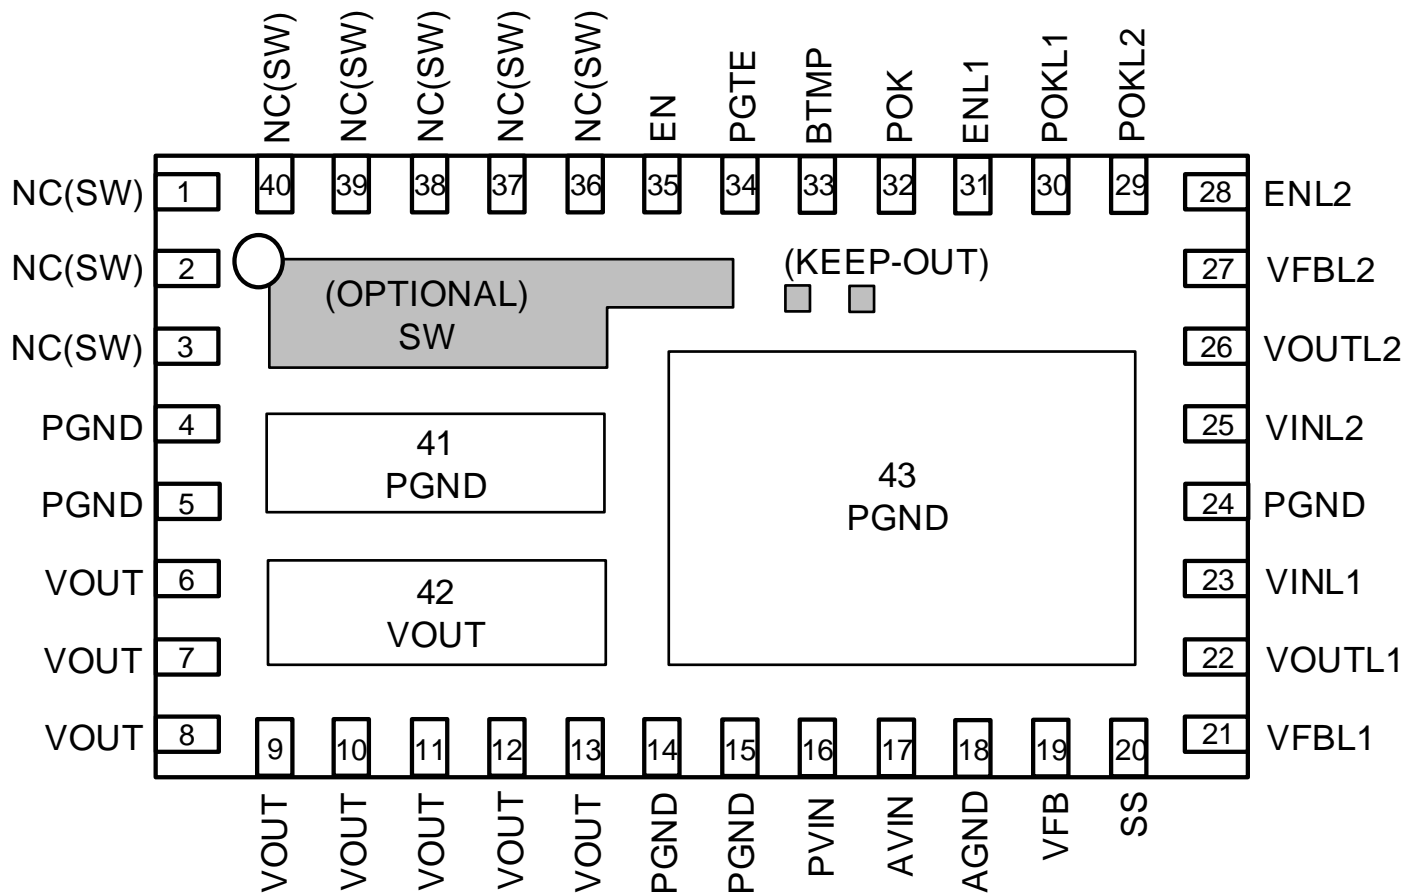 NC(SW)
NC(SW)
NC(SW)
NC(SW)
NC(SW)
EN
PGTE
BTMP
POK
ENL1
POKL1
POKL2
40
39
38
37
36
35
34
33
32
31
30
29
NC(SW)
1
28
ENL2
NC(SW)
2
27
VFBL2
NC(SW)
3
26
VOUTL2
PGND
4
25
VINL2
PGND
5
24
PGND
VOUT
6
23
VINL1
VOUT
7
22
VOUTL1
VOUT
8
21
VFBL1
(OPTIONAL)
SW
(KEEP-OUT)
41
PGND
42
VOUT
43
PGND
9
10
11
12
13
14
15
16
17
18
19
20
VOUT
VOUT
VOUT
VOUT
VOUT
PGND
PGND
PVIN
AVIN
AGND
VFB
SS